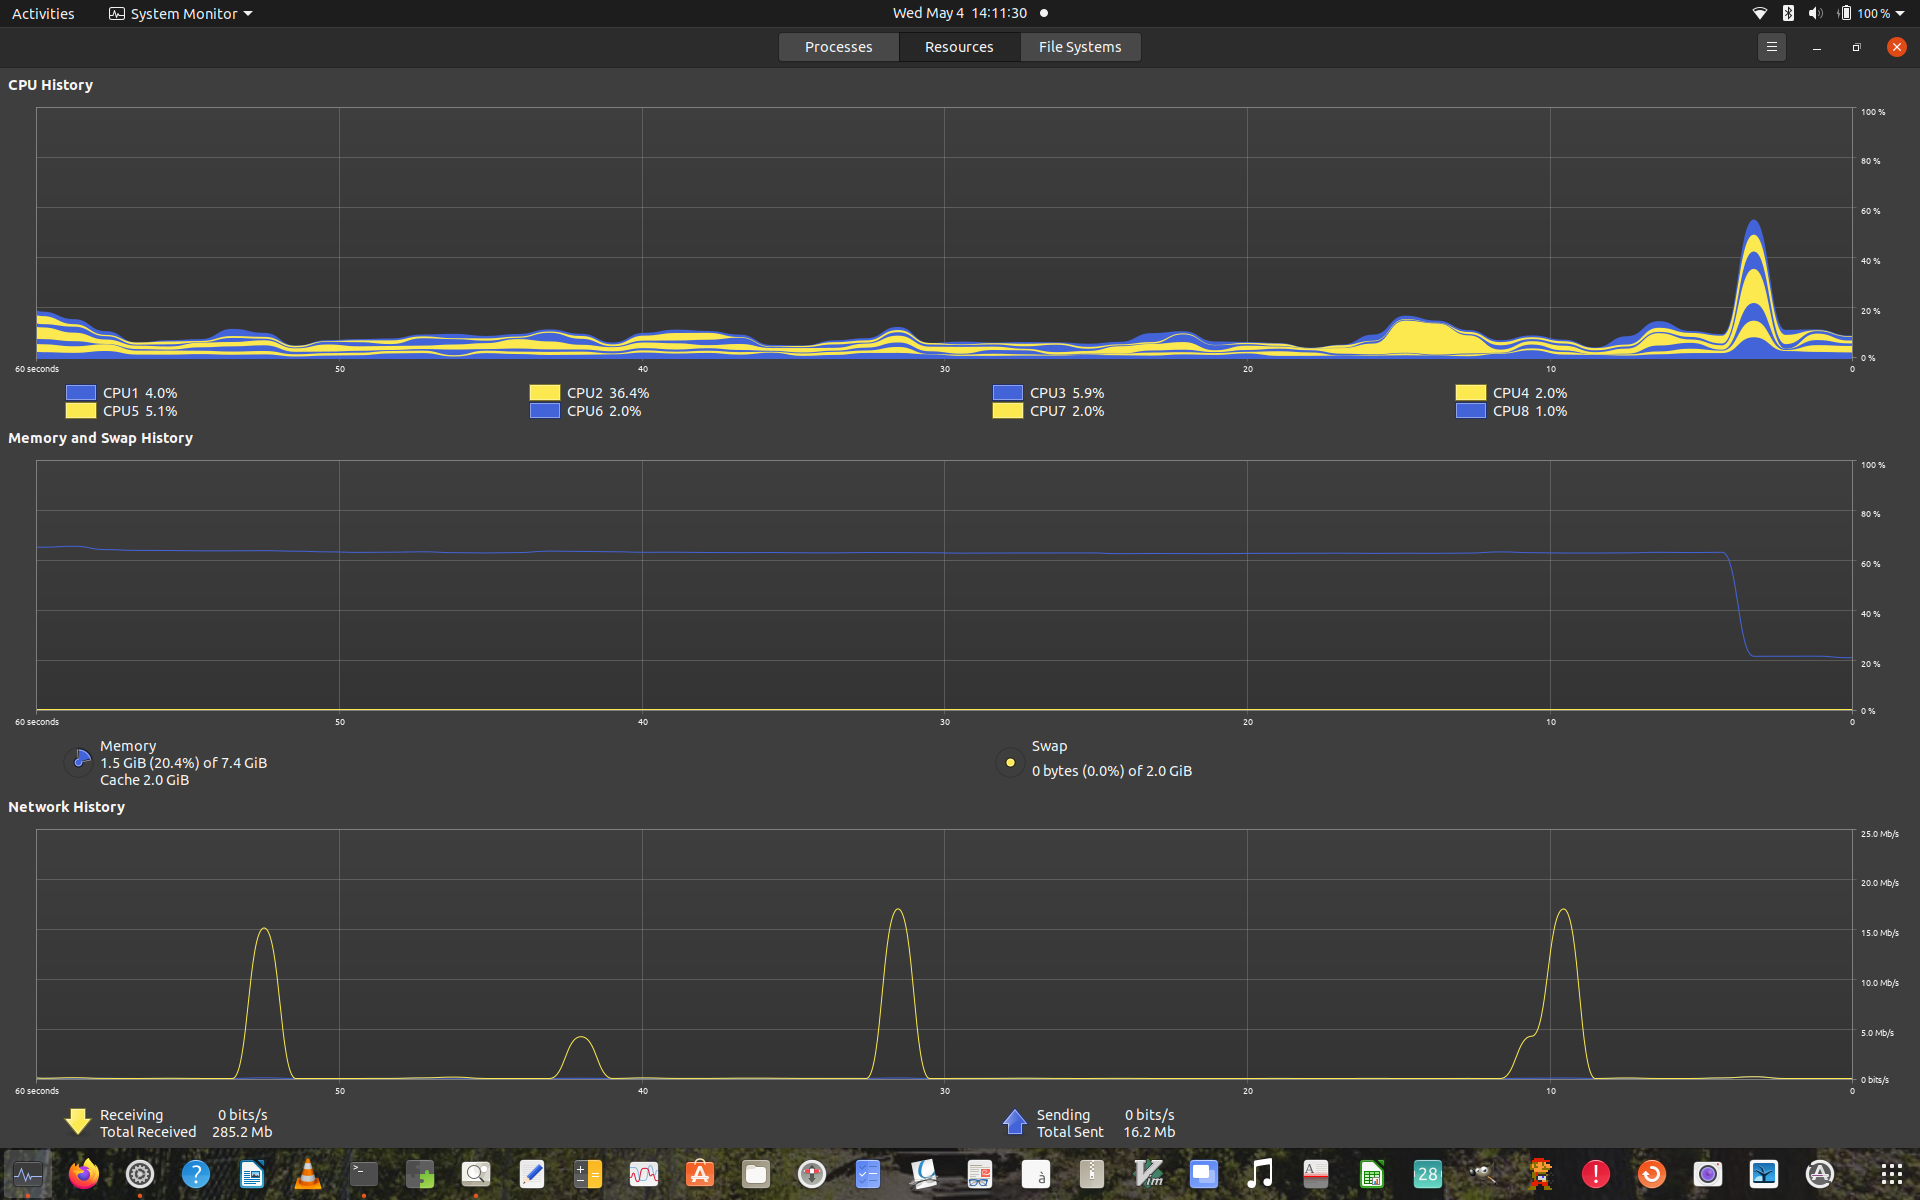 Activities System Monitor Wed May 4 14:11:30 100 %
Processes Resources File Systems
CPU History
100 %
80 %
60 %
40 %
20 %
0 %
60 seconds 50 40 30 20 10 0
CPU1 4.0% CPU2 36.4% CPU3 5.9% CPU4 2.0%
CPU5 5.1% CPU6 2.0% CPU7 2.0% CPU8 1.0%
Memory and Swap History
100 %
80 %
60 %
40 %
20 %
0 %
60 seconds 50 40 30 20 10 0
Memory
1.5 GiB (20.4%) of 7.4 GiB
Cache 2.0 GiB
Swap
0 bytes (0.0%) of 2.0 GiB
Network History
25.0 Mb/s
20.0 Mb/s
15.0 Mb/s
10.0 Mb/s
5.0 Mb/s
0 bits/s
60 seconds 50 40 30 20 10 0
Receiving 0 bits/s
Total Received 285.2 Mb
Sending 0 bits/s
Total Sent 16.2 Mb
? >_ à Vim A 28 !